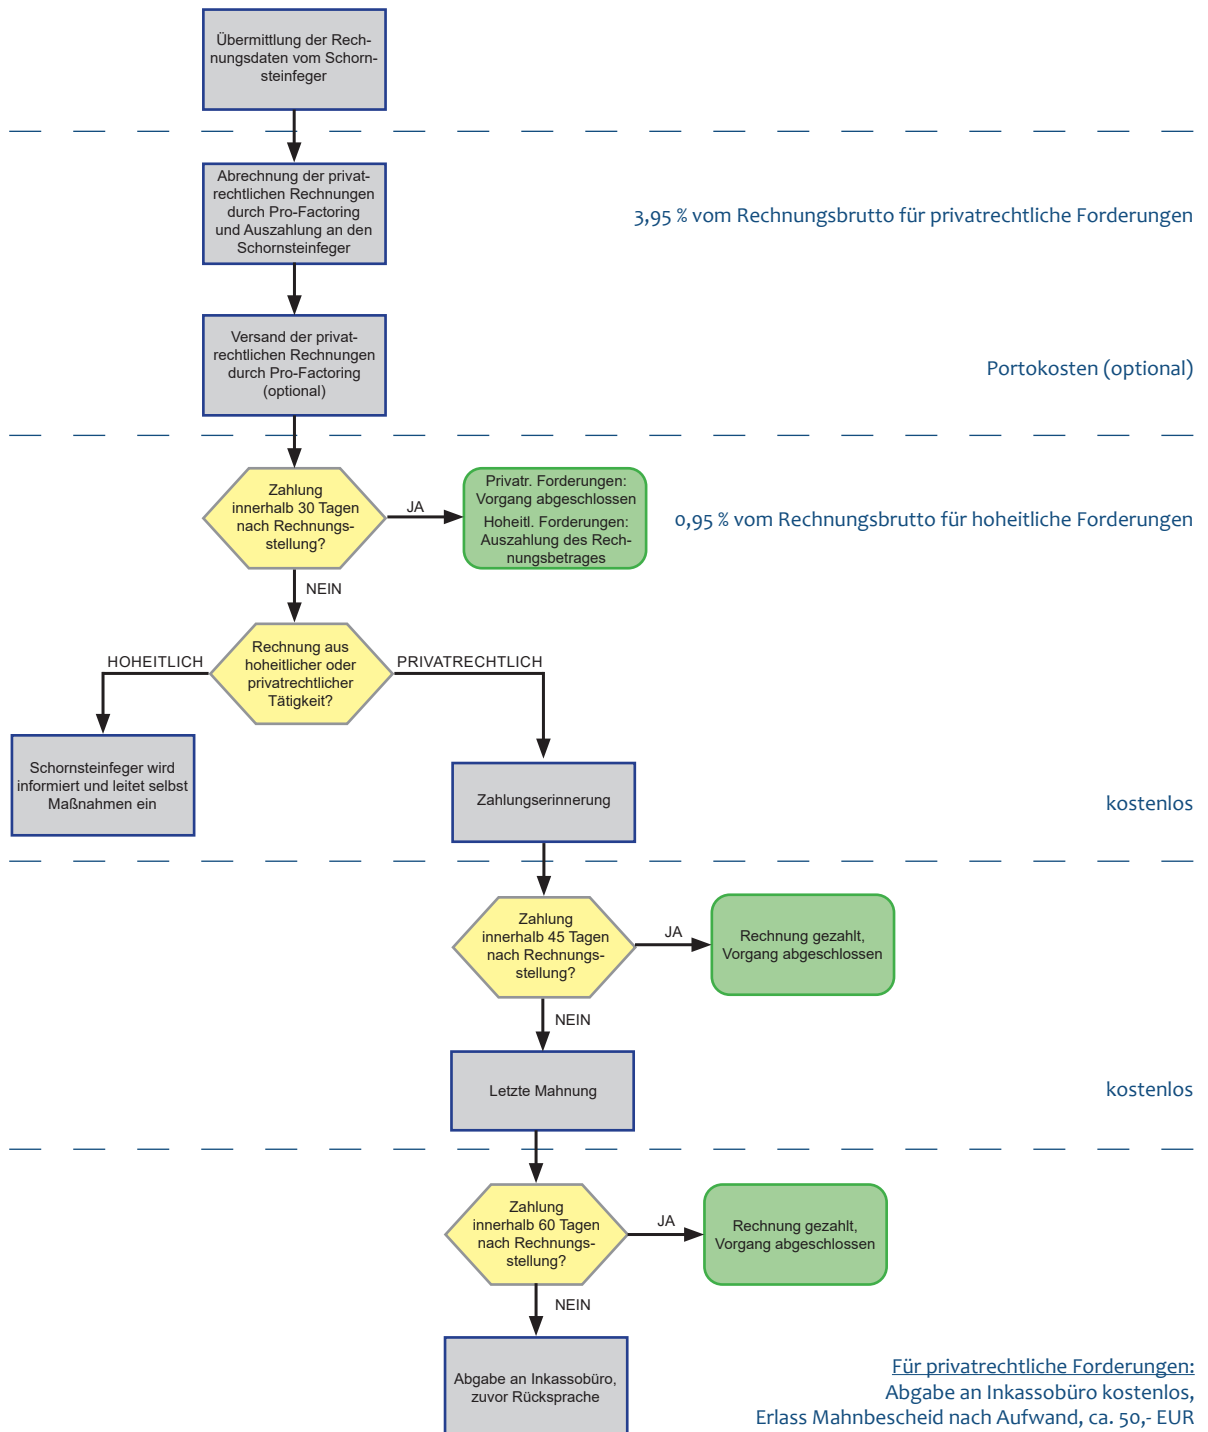 Übermittlung der Rech-
nungsdaten vom Schorn-
steinfeger
Abrechnung der privat-
rechtlichen Rechnungen
durch Pro-Factoring
und Auszahlung an den
Schornsteinfeger
3,95 % vom Rechnungsbrutto für privatrechtliche Forderungen
Versand der privat-
rechtlichen Rechnungen
durch Pro-Factoring
(optional)
Portokosten (optional)
Zahlung
innerhalb 30 Tagen
nach Rechnungs-
stellung?
JA
Privatr. Forderungen:
Vorgang abgeschlossen
Hoheitl. Forderungen:
Auszahlung des Rech-
nungsbetrages
0,95 % vom Rechnungsbrutto für hoheitliche Forderungen
NEIN
Rechnung aus
hoheitlicher oder
privatrechtlicher
Tätigkeit?
HOHEITLICH
PRIVATRECHTLICH
Schornsteinfeger wird
informiert und leitet selbst
Maßnahmen ein
Zahlungserinnerung
kostenlos
Zahlung
innerhalb 45 Tagen
nach Rechnungs-
stellung?
JA
Rechnung gezahlt,
Vorgang abgeschlossen
NEIN
Letzte Mahnung
kostenlos
Zahlung
innerhalb 60 Tagen
nach Rechnungs-
stellung?
JA
Rechnung gezahlt,
Vorgang abgeschlossen
NEIN
Abgabe an Inkassobüro,
zuvor Rücksprache
Für privatrechtliche Forderungen:
Abgabe an Inkassobüro kostenlos,
Erlass Mahnbescheid nach Aufwand, ca. 50,- EUR